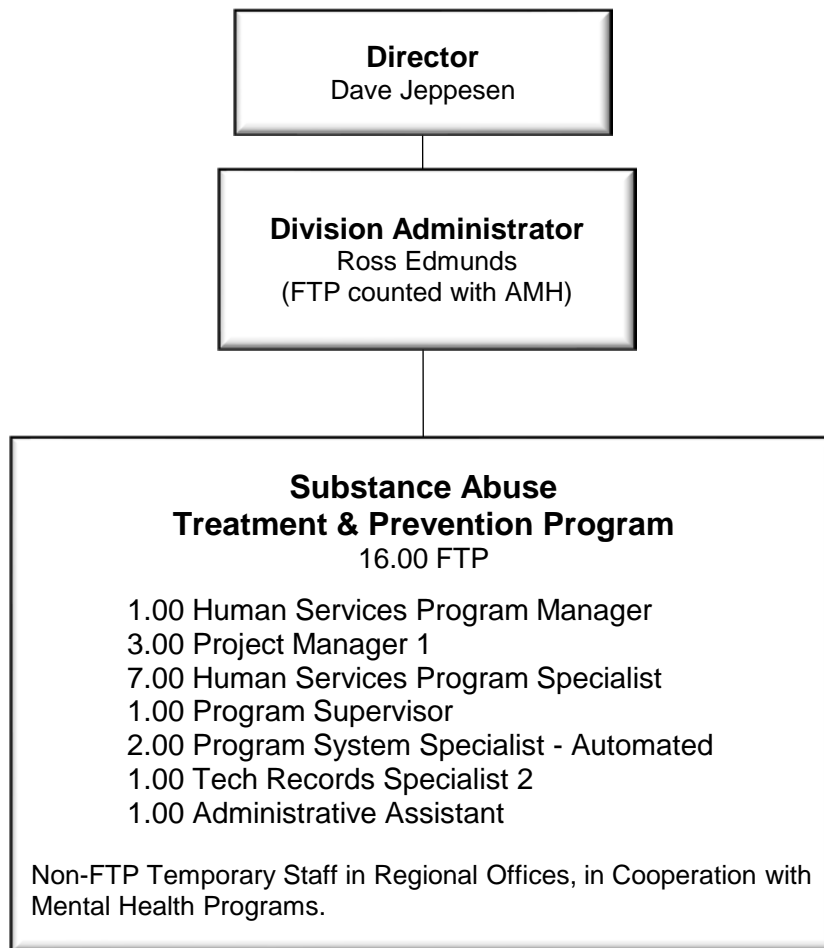 Director
Dave Jeppesen
Division Administrator
Ross Edmunds
(FTP counted with AMH)
Substance Abuse
Treatment & Prevention Program
16.00 FTP
1.00 Human Services Program Manager
3.00 Project Manager 1
7.00 Human Services Program Specialist
1.00 Program Supervisor
2.00 Program System Specialist - Automated
1.00 Tech Records Specialist 2
1.00 Administrative Assistant
Non-FTP Temporary Staff in Regional Offices, in Cooperation with
Mental Health Programs.